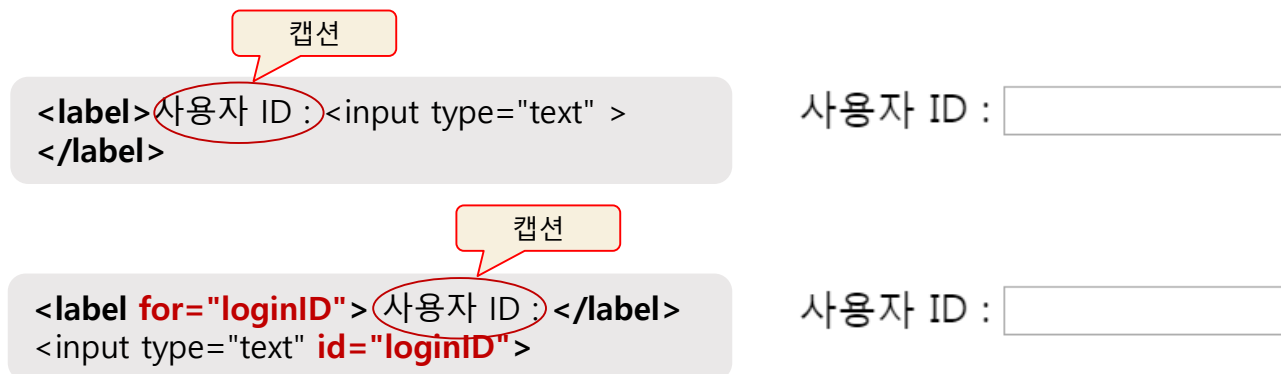 캡션
<label>사용자 ID : <input type="text" >
</label>
사용자 ID :
캡션
<label for="loginID"> 사용자 ID : </label>
<input type="text" id="loginID">
사용자 ID :